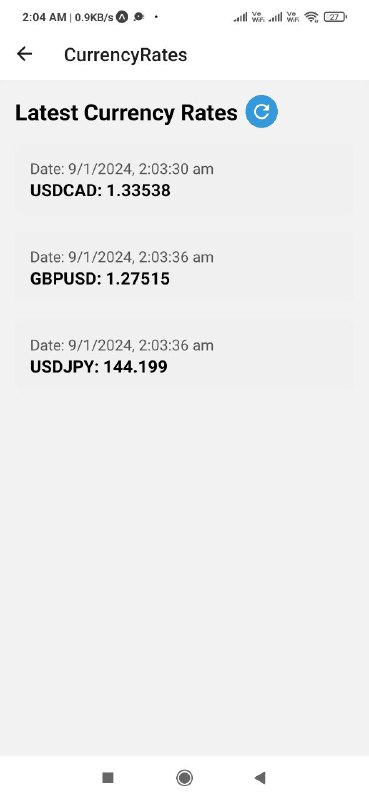 2:04 AM | 0.9KB/s
Vo WiFi Vo WiFi 27
CurrencyRates
Latest Currency Rates
Date: 9/1/2024, 2:03:30 am
USDCAD: 1.33538
Date: 9/1/2024, 2:03:36 am
GBPUSD: 1.27515
Date: 9/1/2024, 2:03:36 am
USDJPY: 144.199